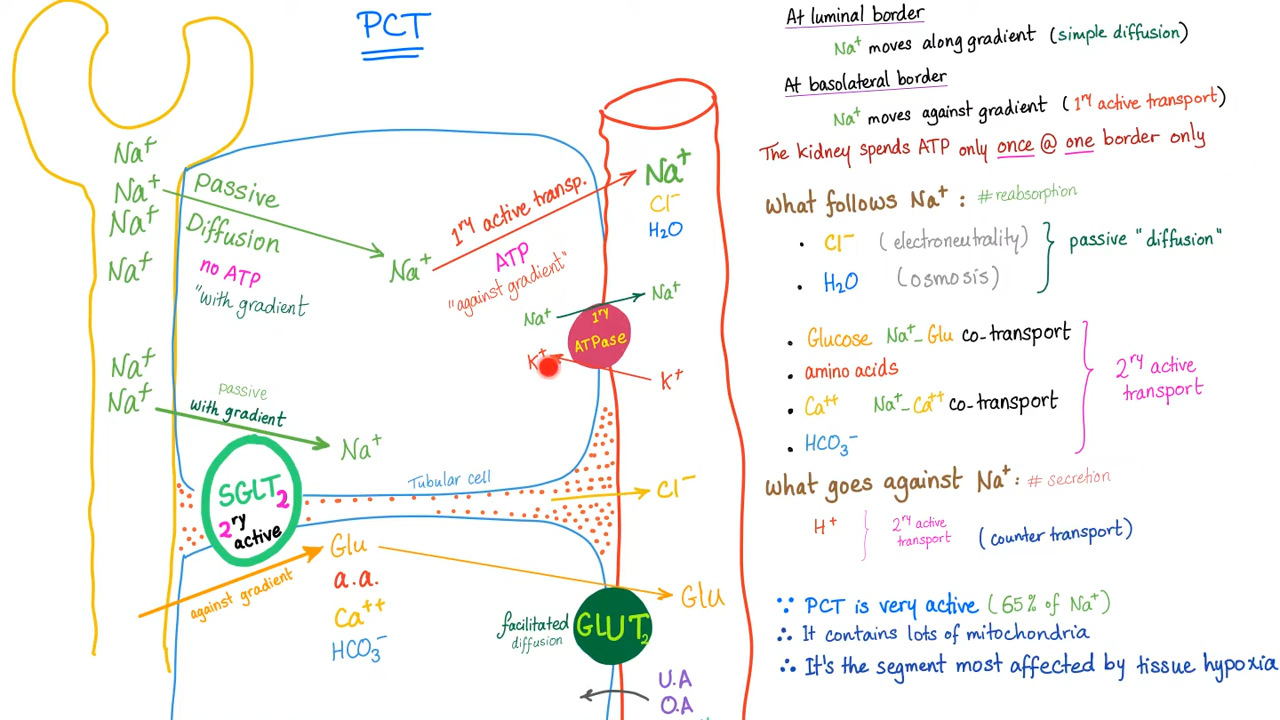 PCT
Na⁺
Na⁺
Na⁺
Na⁺
Passive
Diffusion
no ATP
"with gradient
Na⁺
1ʳʸ active transp.
ATP
"against gradient"
Na⁺
Cl⁻
H₂O
Na⁺
Na⁺
1ʳʸ
ATPase
K⁺
K⁺
Na⁺
Na⁺
passive
with gradient
Na⁺
SGLT₂
2ʳʸ
active
Tubular cell
Cl⁻
against gradient
Glu
a.a.
Ca⁺⁺
HCO₃⁻
Glu
facilitated
diffusion
GLUT₂
U.A
O.A
At luminal border
Na⁺ moves along gradient (simple diffusion)
At basolateral border
Na⁺ moves against gradient (1ʳʸ active transport)
The kidney spends ATP only once @ one border only
What follows Na⁺ : # reabsorption
• Cl⁻ (electroneutrality)
• H₂O (osmosis)
passive "diffusion"
• Glucose Na⁺_Glu co-transport
• amino acids
• Ca⁺⁺ Na⁺-Ca⁺⁺ co-transport
• HCO₃⁻
2ʳʸ active
transport
What goes against Na⁺: # secretion
H⁺
2ʳʸ active
transport
(counter transport)
∵ PCT is very active (65% of Na⁺)
∴ It contains lots of mitochondria
∴ It's the segment most affected by tissue hypoxia